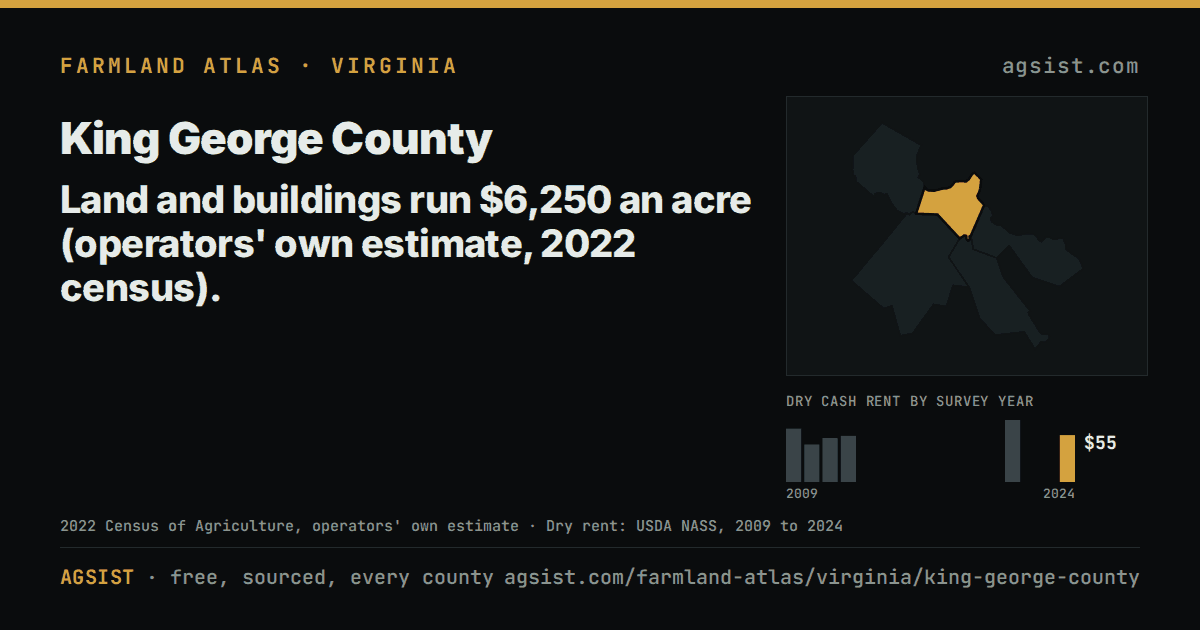 FARMLAND ATLAS · VIRGINIA
agsist.com
King George County
Land and buildings run $6,250 an acre
(operators' own estimate, 2022
census).
DRY CASH RENT BY SURVEY YEAR
$55
2009
2024
2022 Census of Agriculture, operators' own estimate · Dry rent: USDA NASS, 2009 to 2024
AGSIST · free, sourced, every county
agsist.com/farmland-atlas/virginia/king-george-county